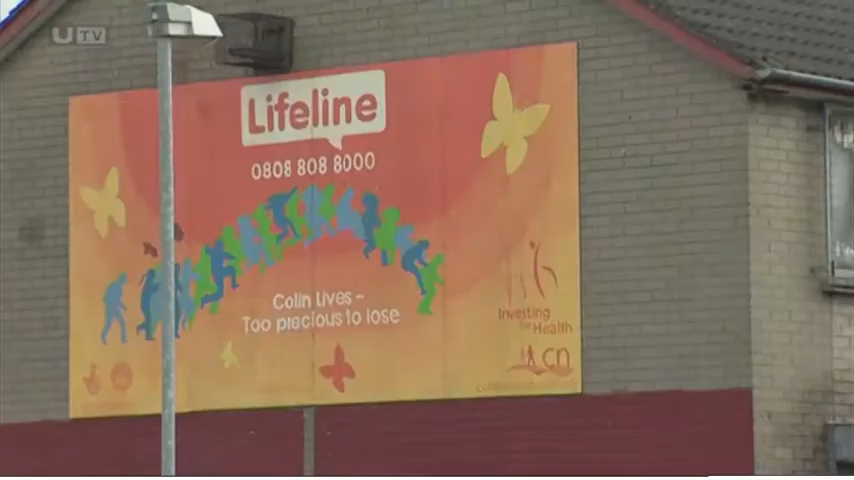 UTV
Lifeline
0808 808 8000
Colin Lives –
Too precious to lose
Investing
for Health
cn